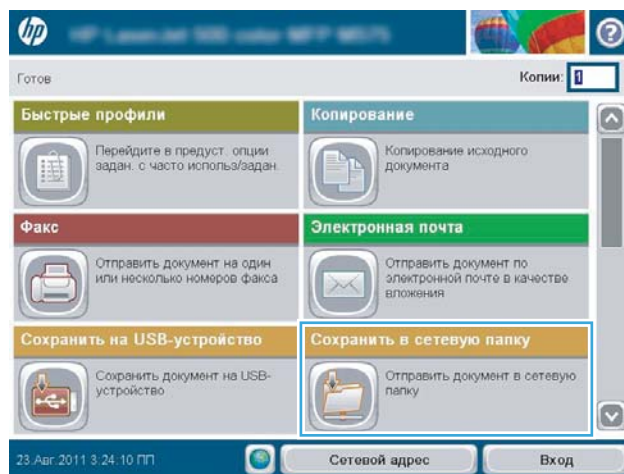 hp
Готов
Копии: 1
Быстрые профили
Перейдите в предуст. опции
задан. с часто использ/задан.
Копирование
Копирование исходного
документа
Факс
Отправить документ на один
или несколько номеров факса
Электронная почта
Отправить документ по
электронной почте в качестве
вложения
Сохранить на USB-устройство
Сохранить документ на USB-
устройство
Сохранить в сетевую папку
Отправить документ в сетевую
папку
23.Авг.2011 3:24:10 ПП
Сетевой адрес
Вход